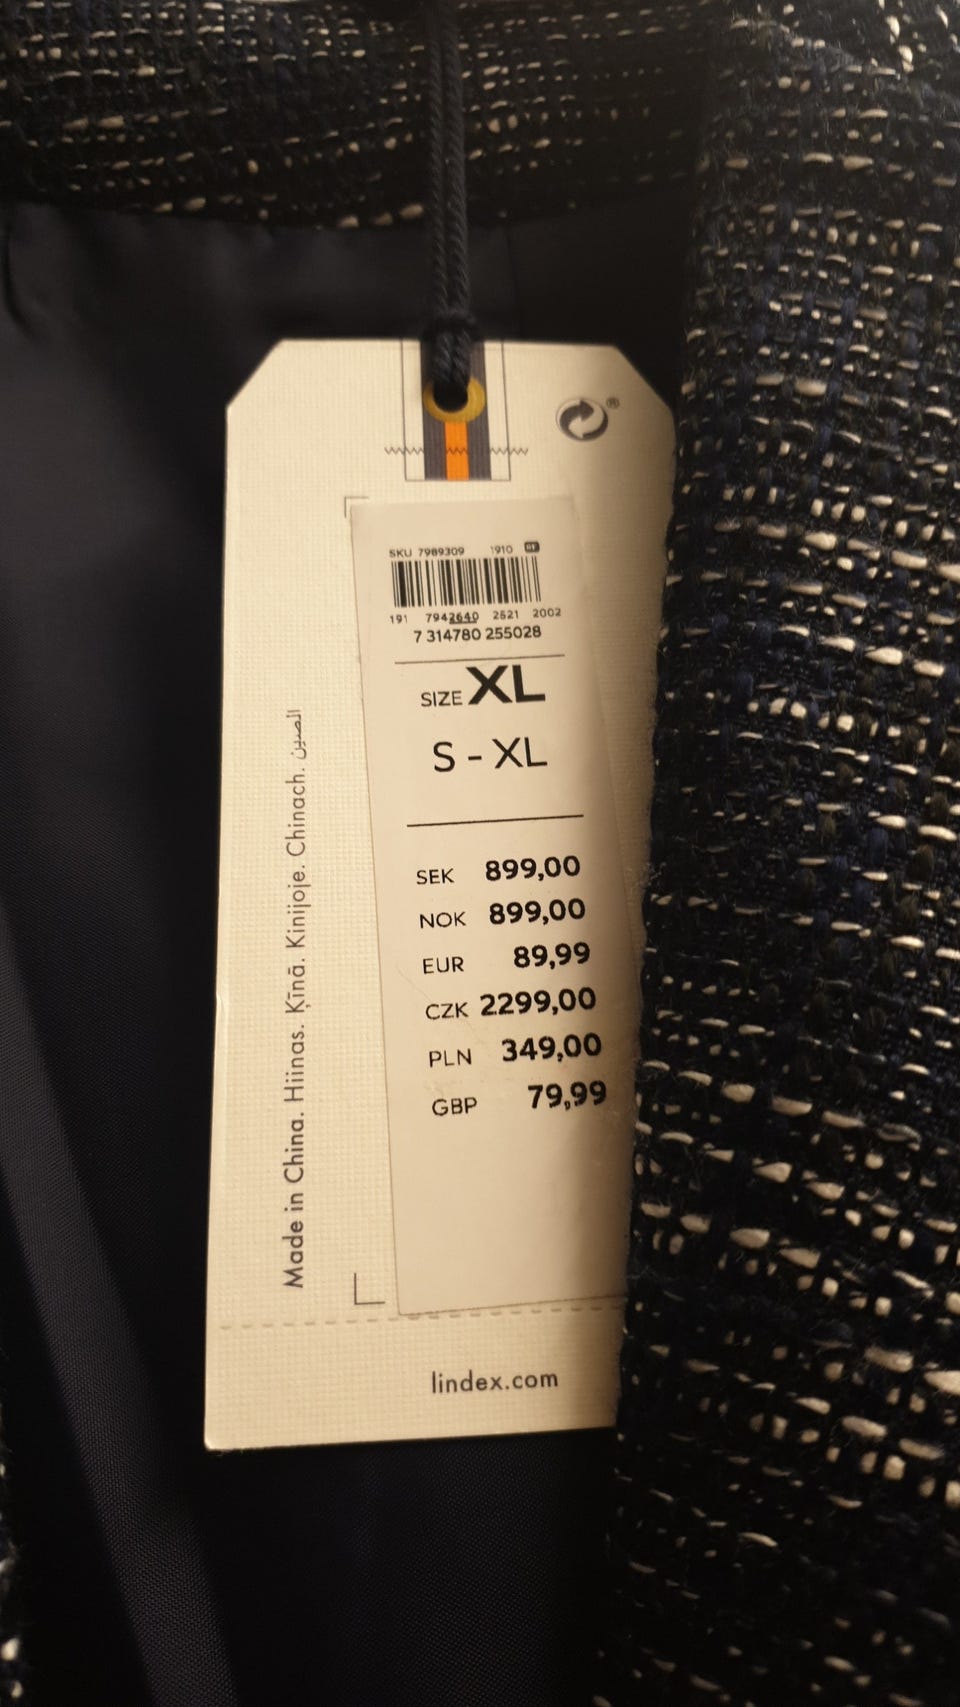 ®
SKU 7989309 1910
191 7942640 2521 2002
7 314780 255028
SIZE XL
S - XL
SEK 899,00
NOK 899,00
EUR 89,99
CZK 2299,00
PLN 349,00
GBP 79,99
Made in China. Hiinas. Ķīnā. Kinijoje. Chinach. الصين
lindex.com